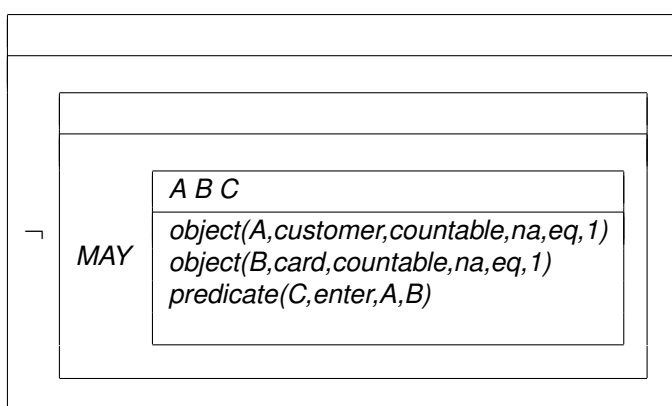 A B C
¬
MAY
object(A,customer,countable,na,eq,1)
object(B,card,countable,na,eq,1)
predicate(C,enter,A,B)